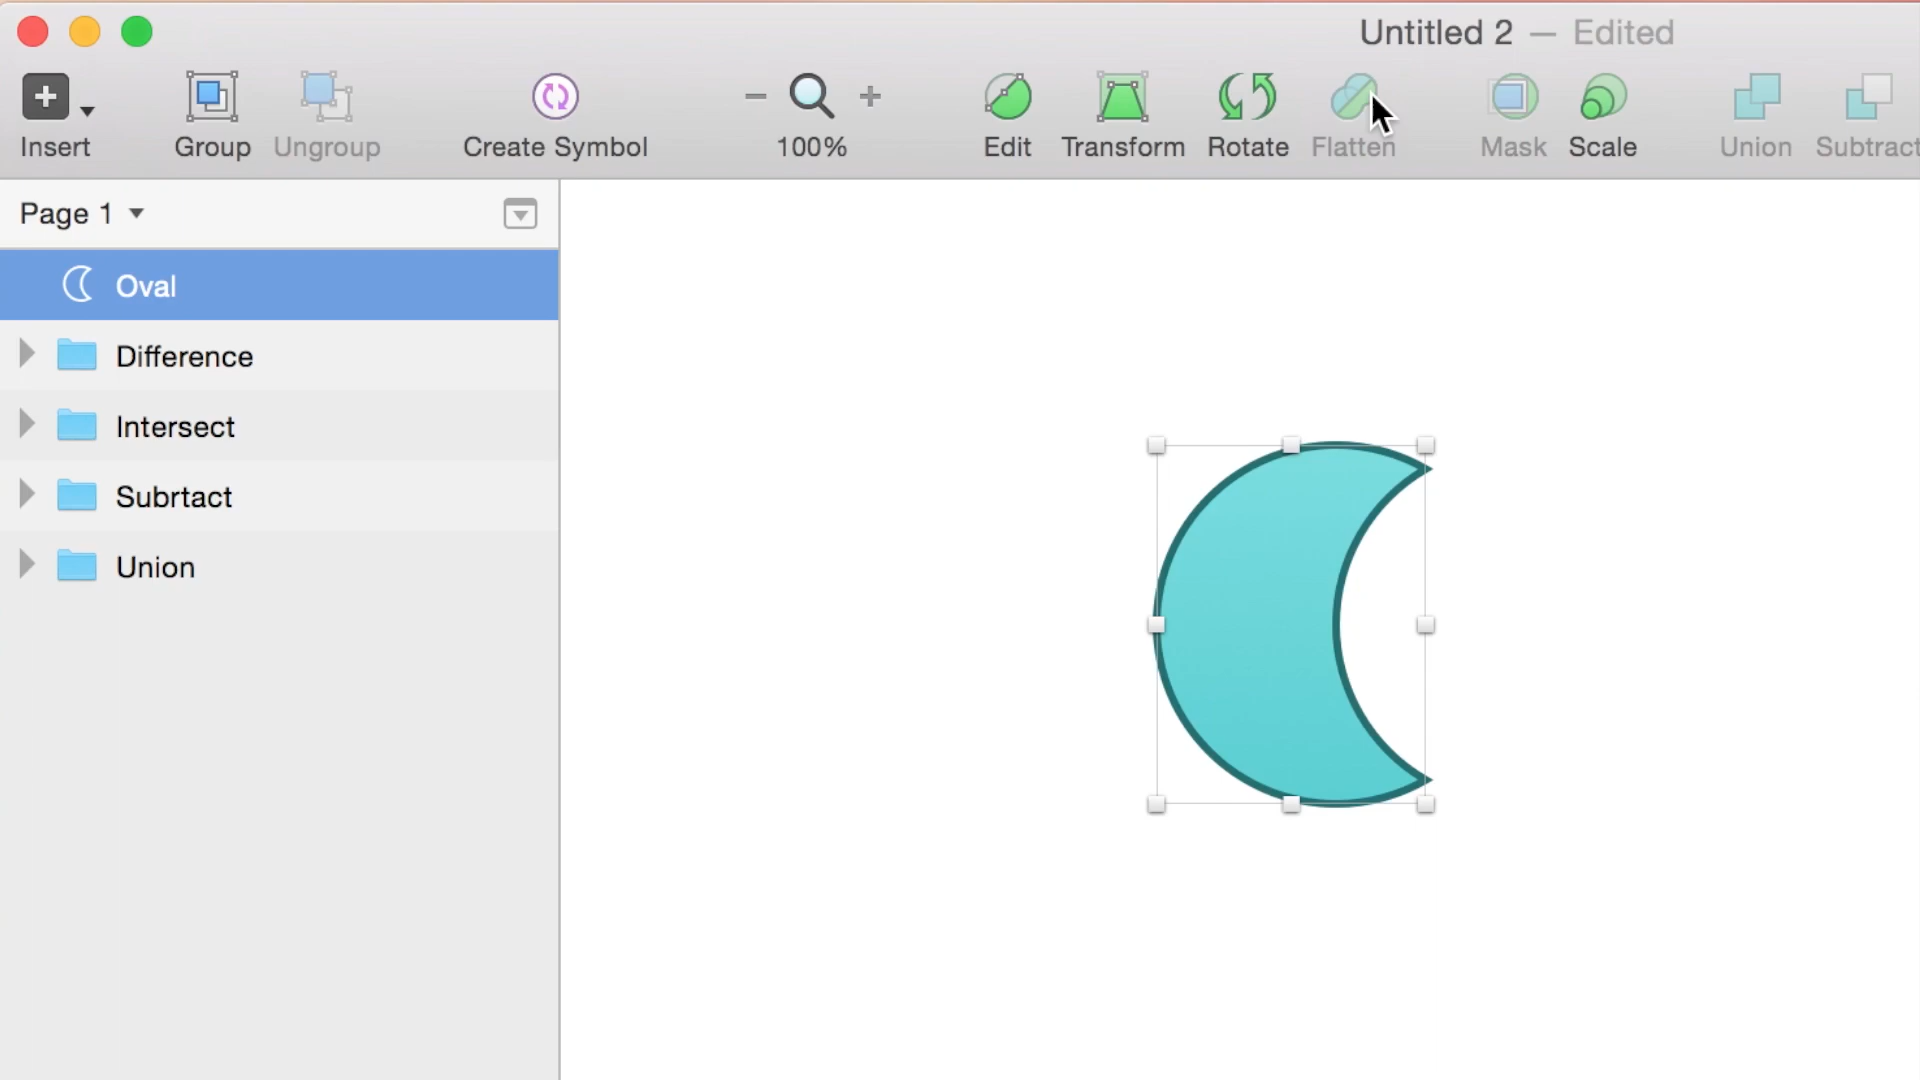 Untitled 2 — Edited
Insert Group Ungroup Create Symbol 100% Edit Transform Rotate Flatten Mask Scale Union Subtract
Page 1
Oval
Difference
Intersect
Subrtact
Union